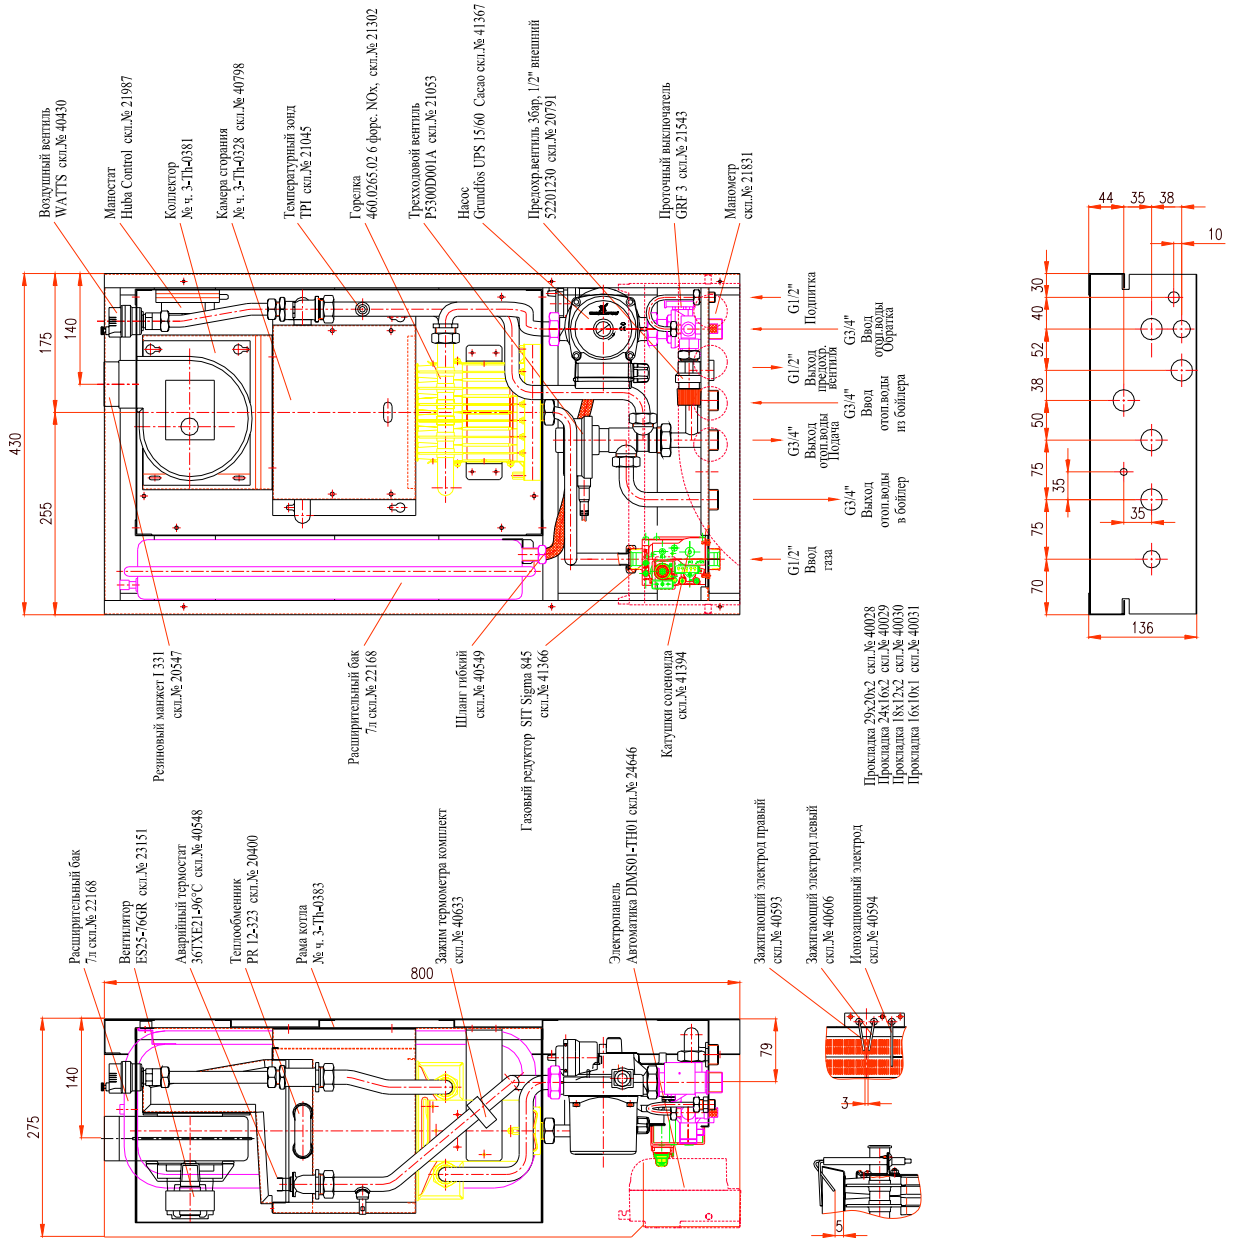 Воздушный вентиль
WATTS скл.№ 40430
Маностат
Huba Control скл.№ 21987
Коллектор
№ ч. 3-Th-0381
Камера сгорания
№ ч. 3-Th-0328 скл.№ 40798
Температурный зонд
TPI скл.№ 21045
Горелка
460.0265.02 6 форс. NOx, скл.№ 21302
Трехходовой вентиль
P5300D001A скл.№ 21053
Насос
Grundfos UPS 15/60 Cacao скл.№ 41367
Предохр.вентиль 3бар, 1/2" внешний
52201230 скл.№ 20791
Проточный выключатель
GRF 3 скл.№ 21543
Манометр
скл.№ 21831
430
175
140
255
G1/2"
Подпитка
G3/4"
Ввод
отоп.воды
Обратка
G1/2"
Выход
предохр.
вентиля
G3/4"
Ввод
отоп.воды
из бойлера
G3/4"
Выход
отоп.воды
Подача
G3/4"
Выход
отоп.воды
в бойлер
G1/2"
Ввод
газа
Резиновый манжет I 331
скл.№ 20547
Расширительный бак
7л скл.№ 22168
Шланг гибкий
скл.№ 40549
Газовый редуктор SIT Sigma 845
скл.№ 41366
Катушки соленоида
скл.№ 41394
Прокладка 29x20x2 скл.№ 40028
Прокладка 24x16x2 скл.№ 40029
Прокладка 18x12x2 скл.№ 40030
Прокладка 16x10x1 скл.№ 40031
44
35
38
10
30
40
52
38
50
75
35
35
75
70
136
Расширительный бак
7л скл.№ 22168
Вентилятор
ES25-76GR скл.№ 23151
Аварийный термостат
36TXE21-96°C скл.№ 40548
Теплообменник
PR 12-323 скл.№ 20400
Рама котла
№ ч. 3-Th-0383
Зажим термометра комплект
скл.№ 40633
Электропанель
Автоматика DIMS01-TH01 скл.№ 24646
Зажигающий электрод правый
скл.№ 40593
Зажигающий электрод левый
скл.№ 40606
Ионозационный электрод
скл.№ 40594
800
140
275
79
3
5